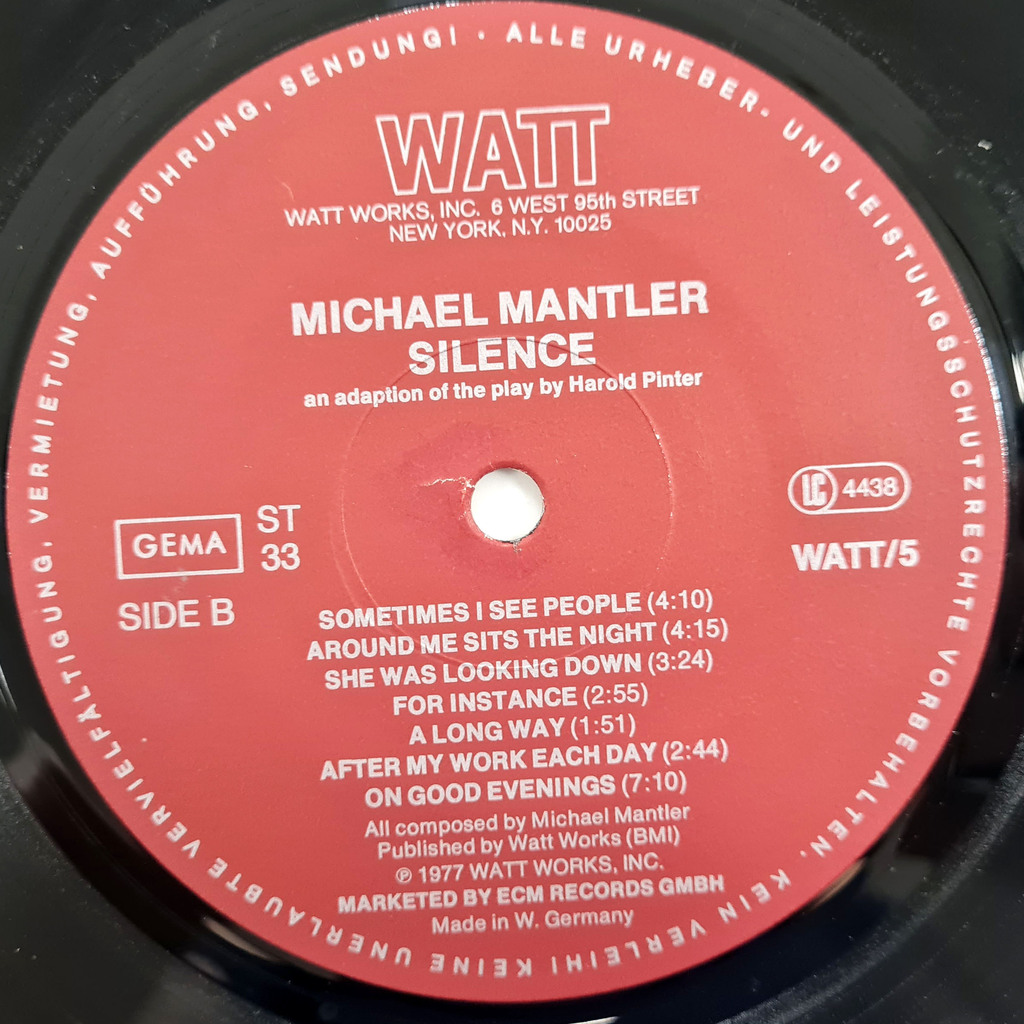 WATT
WATT WORKS, INC. 6 WEST 95th STREET
NEW YORK, N.Y. 10025
MICHAEL MANTLER
SILENCE
an adaption of the play by Harold Pinter
GEMA
ST
33
SIDE B
LC 4438
WATT/5
SOMETIMES I SEE PEOPLE (4:10)
AROUND ME SITS THE NIGHT (4:15)
SHE WAS LOOKING DOWN (3:24)
FOR INSTANCE (2:55)
A LONG WAY (1:51)
AFTER MY WORK EACH DAY (2:44)
ON GOOD EVENINGS (7:10)
All composed by Michael Mantler
Published by Watt Works (BMI)
℗ 1977 WATT WORKS, INC.
MARKETED BY ECM RECORDS GMBH
Made in W. Germany
ALLE URHEBER- UND LEISTUNGSSCHUTZRECHTE VORBEHALTEN. KEIN VERLEIH! KEINE UNERLAUBTE VERVIELFÄLTIGUNG, VERMIETUNG, AUFFÜHRUNG, SENDUNG! ·